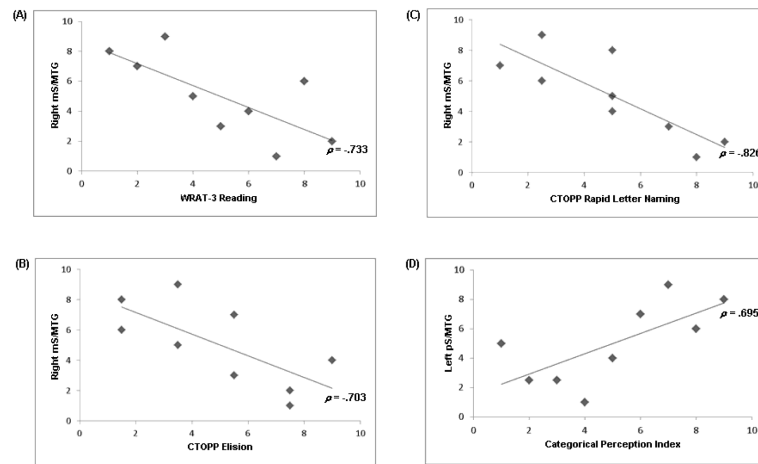 (A)
Right mS/MTG
10
8
6
4
2
0
0 2 4 6 8 10
ρ = -.733
WRAT-3 Reading
(B)
Right mS/MTG
10
8
6
4
2
0
0 2 4 6 8 10
ρ = -.703
CTOPP Elision
(C)
Right mS/MTG
10
8
6
4
2
0
0 2 4 6 8 10
ρ = -.826
CTOPP Rapid Letter Naming
(D)
Left pS/MTG
10
8
6
4
2
0
0 2 4 6 8 10
ρ = .695
Categorical Perception Index